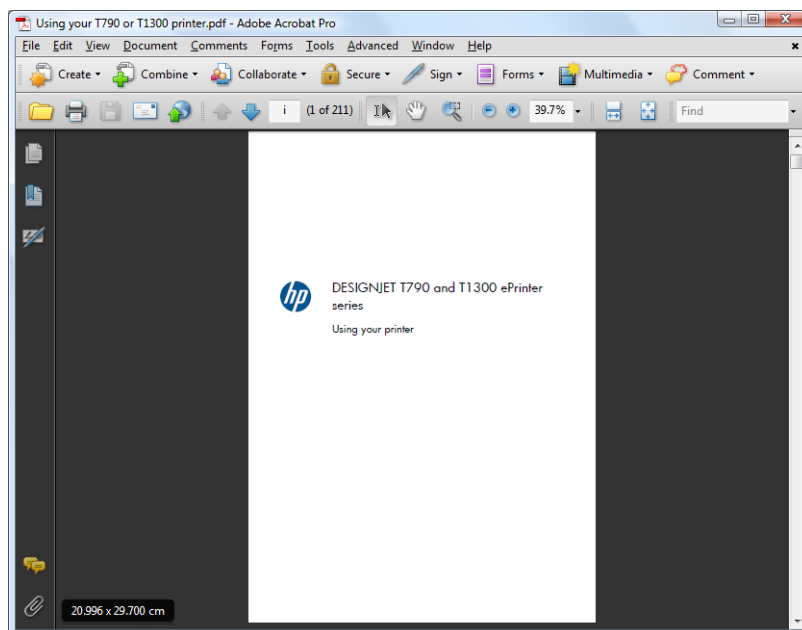 Using your T790 or T1300 printer.pdf - Adobe Acrobat Pro
File Edit View Document Comments Forms Tools Advanced Window Help
Create Combine Collaborate Secure Sign Forms Multimedia Comment
i (1 of 211) 39.7% Find
hp
DESIGNJET T790 and T1300 ePrinter
series
Using your printer
20.996 x 29.700 cm